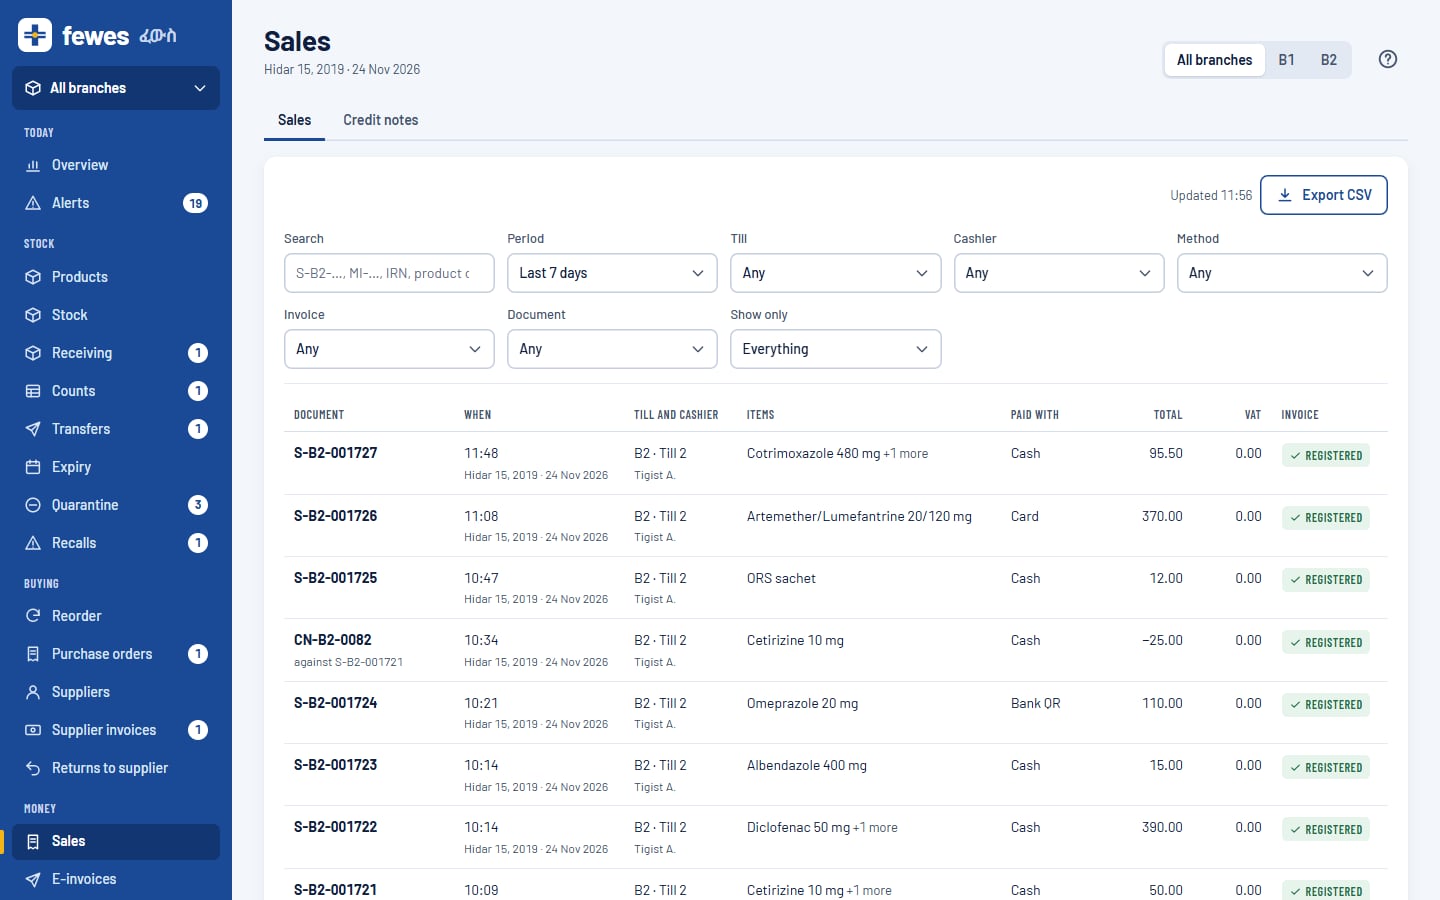 fewes ፈውስ
All branches
TODAY
Overview
Alerts 19
STOCK
Products
Stock
Receiving 1
Counts 1
Transfers 1
Expiry
Quarantine 3
Recalls 1
BUYING
Reorder
Purchase orders 1
Suppliers
Supplier invoices 1
Returns to supplier
MONEY
Sales
E-invoices
Sales
Hidar 15, 2019 · 24 Nov 2026
All branches B1 B2
Sales Credit notes
Updated 11:56 Export CSV
Search Period Till Cashier Method
S-B2-…, MI-…, IRN, product c Last 7 days Any Any Any
Invoice Document Show only
Any Any Everything
DOCUMENT WHEN TILL AND CASHIER ITEMS PAID WITH TOTAL VAT INVOICE
S-B2-001727 11:48 B2 · Till 2 Cotrimoxazole 480 mg +1 more Cash 95.50 0.00 REGISTERED
Hidar 15, 2019 · 24 Nov 2026 Tigist A.
S-B2-001726 11:08 B2 · Till 2 Artemether/Lumefantrine 20/120 mg Card 370.00 0.00 REGISTERED
Hidar 15, 2019 · 24 Nov 2026 Tigist A.
S-B2-001725 10:47 B2 · Till 2 ORS sachet Cash 12.00 0.00 REGISTERED
Hidar 15, 2019 · 24 Nov 2026 Tigist A.
CN-B2-0082 10:34 B2 · Till 2 Cetirizine 10 mg Cash −25.00 0.00 REGISTERED
against S-B2-001721 Hidar 15, 2019 · 24 Nov 2026 Tigist A.
S-B2-001724 10:21 B2 · Till 2 Omeprazole 20 mg Bank QR 110.00 0.00 REGISTERED
Hidar 15, 2019 · 24 Nov 2026 Tigist A.
S-B2-001723 10:14 B2 · Till 2 Albendazole 400 mg Cash 15.00 0.00 REGISTERED
Hidar 15, 2019 · 24 Nov 2026 Tigist A.
S-B2-001722 10:14 B2 · Till 2 Diclofenac 50 mg +1 more Cash 390.00 0.00 REGISTERED
Hidar 15, 2019 · 24 Nov 2026 Tigist A.
S-B2-001721 10:09 B2 · Till 2 Cetirizine 10 mg +1 more Cash 50.00 0.00 REGISTERED